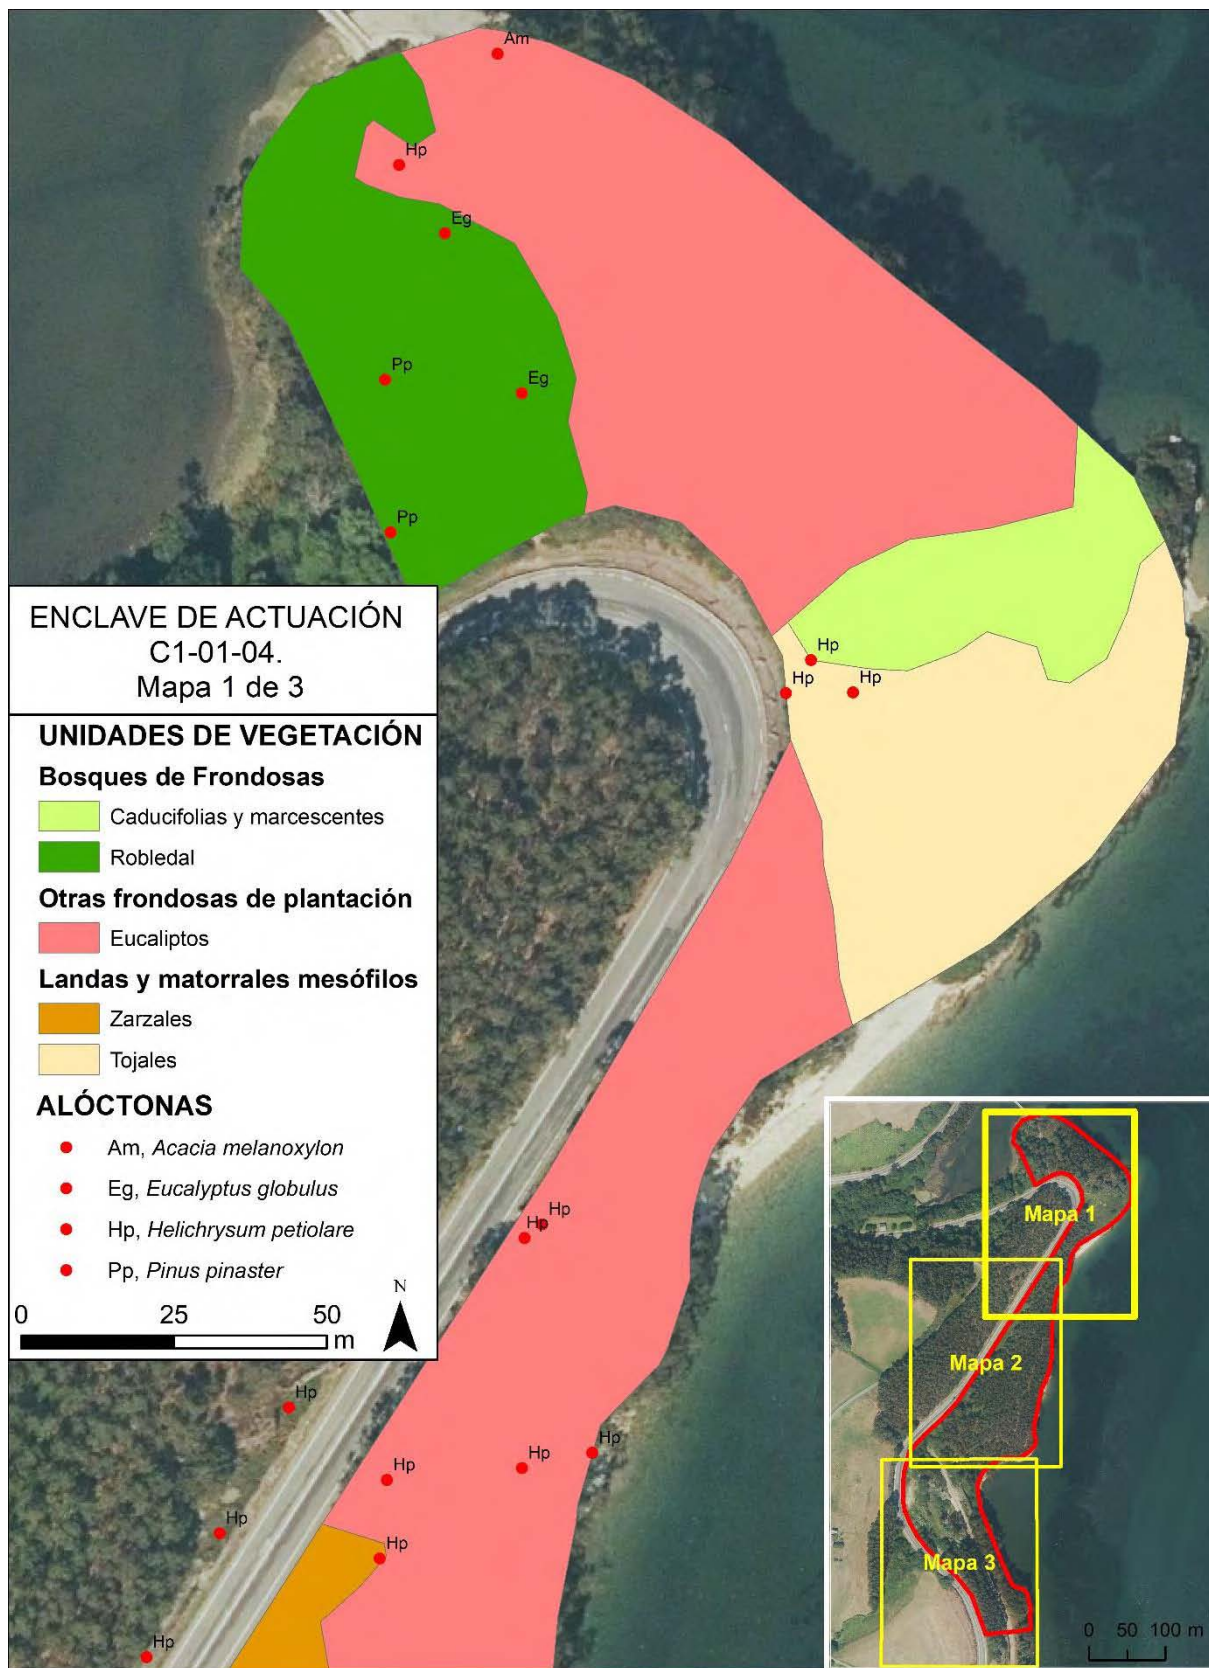 Am
Hp
Eg
Pp
Eg
Pp
ENCLAVE DE ACTUACIÓN
C1-01-04.
Mapa 1 de 3
UNIDADES DE VEGETACIÓN
Bosques de Frondosas
Caducifolias y marcescentes
Robledal
Otras frondosas de plantación
Eucaliptos
Landas y matorrales mesófilos
Zarzales
Tojales
ALÓCTONAS
Am, Acacia melanoxylon
Eg, Eucalyptus globulus
Hp, Helichrysum petiolare
Pp, Pinus pinaster
N
0 25 50
m
Hp
Hp
Hp
Hp
Hp
Hp
Hp
Hp
Hp
Hp
Hp
Hp
Mapa 1
Mapa 2
Mapa 3
0 50 100 m